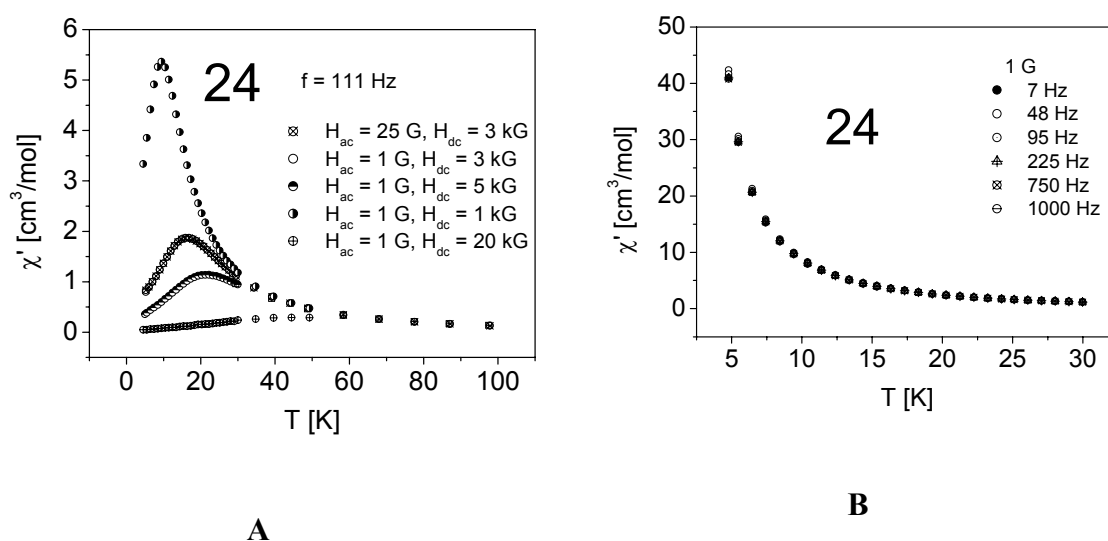 6
5
4
3
2
1
0
χ' [cm³/mol]
24
f = 111 Hz
H_ac = 25 G, H_dc = 3 kG
H_ac = 1 G, H_dc = 3 kG
H_ac = 1 G, H_dc = 5 kG
H_ac = 1 G, H_dc = 1 kG
H_ac = 1 G, H_dc = 20 kG
0 20 40 60 80 100
T [K]
A
50
40
30
20
10
0
χ' [cm³/mol]
24
1 G
7 Hz
48 Hz
95 Hz
225 Hz
750 Hz
1000 Hz
5 10 15 20 25 30
T [K]
B